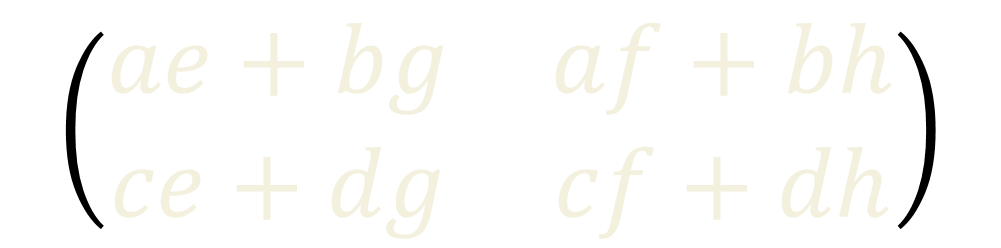 (ae + bg af + bh)
(ce + dg cf + dh)